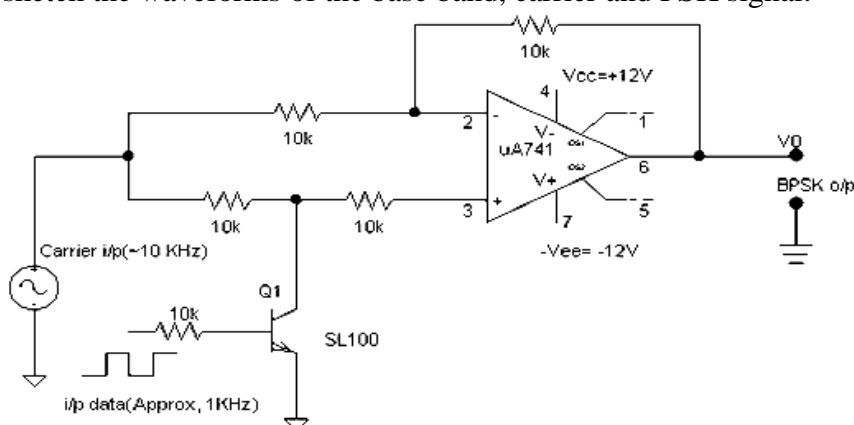 sketch the waveforms of the base band, carrier and PSK signal.
10k
Vcc=+12V
4
10k
2
-
V-
OS1
1
uA741
OS2
6
V0
V+
BPSK o/p
10k
10k
3
+
5
7
-Vee= -12V
Carrier i/p(~10 KHz)
Q1
10k
SL100
i/p data(Approx, 1KHz)